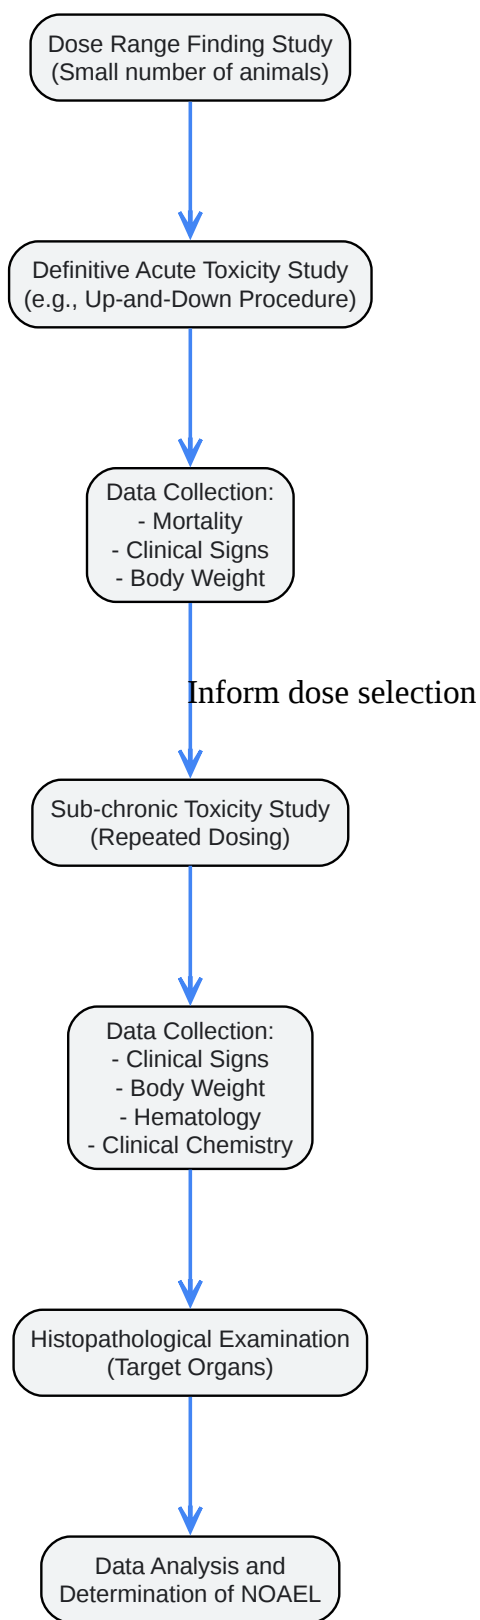 Dose Range Finding Study
(Small number of animals)
Definitive Acute Toxicity Study
(e.g., Up-and-Down Procedure)
Data Collection:
- Mortality
- Clinical Signs
- Body Weight
Inform dose selection
Sub-chronic Toxicity Study
(Repeated Dosing)
Data Collection:
- Clinical Signs
- Body Weight
- Hematology
- Clinical Chemistry
Histopathological Examination
(Target Organs)
Data Analysis and
Determination of NOAEL